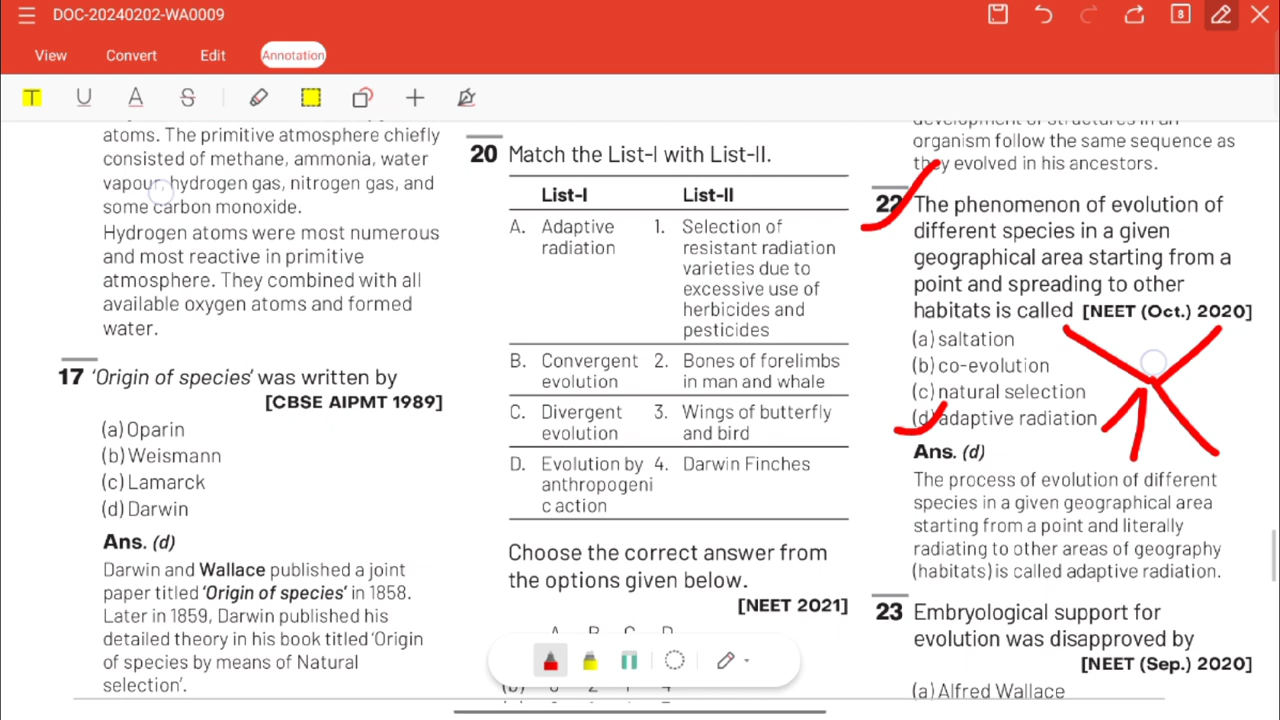 DOC-20240202-WA0009
8
View Convert Edit Annotation
T U A S
atoms. The primitive atmosphere chiefly
consisted of methane, ammonia, water
vapour, hydrogen gas, nitrogen gas, and
some carbon monoxide.
Hydrogen atoms were most numerous
and most reactive in primitive
atmosphere. They combined with all
available oxygen atoms and formed
water.
17 'Origin of species' was written by
[CBSE AIPMT 1989]
(a) Oparin
(b) Weismann
(c) Lamarck
(d) Darwin
Ans. (d)
Darwin and Wallace published a joint
paper titled 'Origin of species' in 1858.
Later in 1859, Darwin published his
detailed theory in his book titled 'Origin
of species by means of Natural
selection'.
20 Match the List-I with List-II.
List-I List-II
A. Adaptive 1. Selection of
radiation resistant radiation
varieties due to
excessive use of
herbicides and
pesticides
B. Convergent 2. Bones of forelimbs
evolution in man and whale
C. Divergent 3. Wings of butterfly
evolution and bird
D. Evolution by 4. Darwin Finches
anthropogeni
c action
Choose the correct answer from
the options given below.
[NEET 2021]
A B C D
development of structures in an
organism follow the same sequence as
they evolved in his ancestors.
22 The phenomenon of evolution of
different species in a given
geographical area starting from a
point and spreading to other
habitats is called [NEET (Oct.) 2020]
(a) saltation
(b) co-evolution
(c) natural selection
(d) adaptive radiation
Ans. (d)
The process of evolution of different
species in a given geographical area
starting from a point and literally
radiating to other areas of geography
(habitats) is called adaptive radiation.
23 Embryological support for
evolution was disapproved by
[NEET (Sep.) 2020]
(a) Alfred Wallace